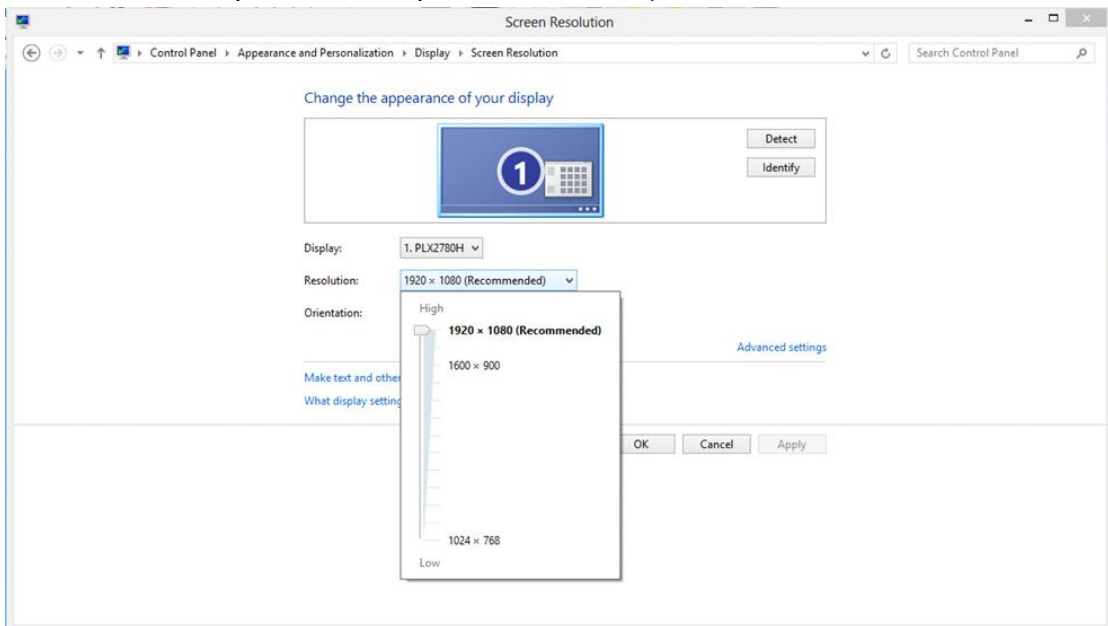 Screen Resolution
Control Panel Appearance and Personalization Display Screen Resolution
Search Control Panel
Change the appearance of your display
1
Detect
Identify
Display:
1. PLX2780H
Resolution:
1920 × 1080 (Recommended)
Orientation:
High
1920 × 1080 (Recommended)
1600 × 900
1024 × 768
Low
Advanced settings
Make text and other
What display setting
OK
Cancel
Apply